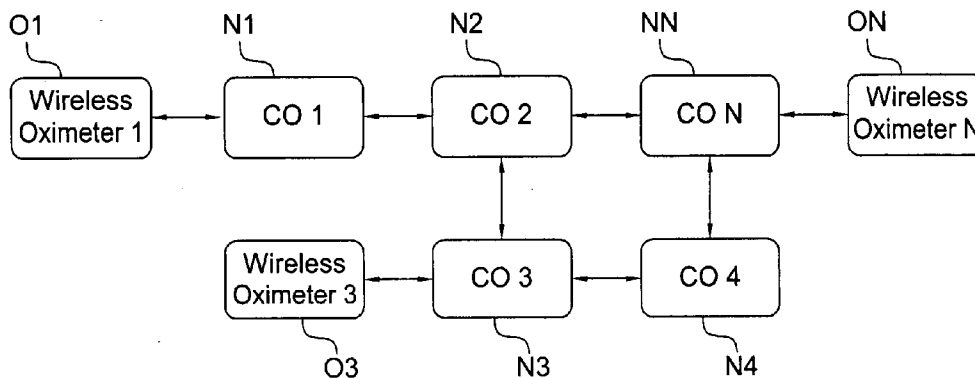 O1
N1
N2
NN
ON
Wireless
Oximeter 1
CO 1
CO 2
CO N
Wireless
Oximeter N
Wireless
Oximeter 3
CO 3
CO 4
O3
N3
N4